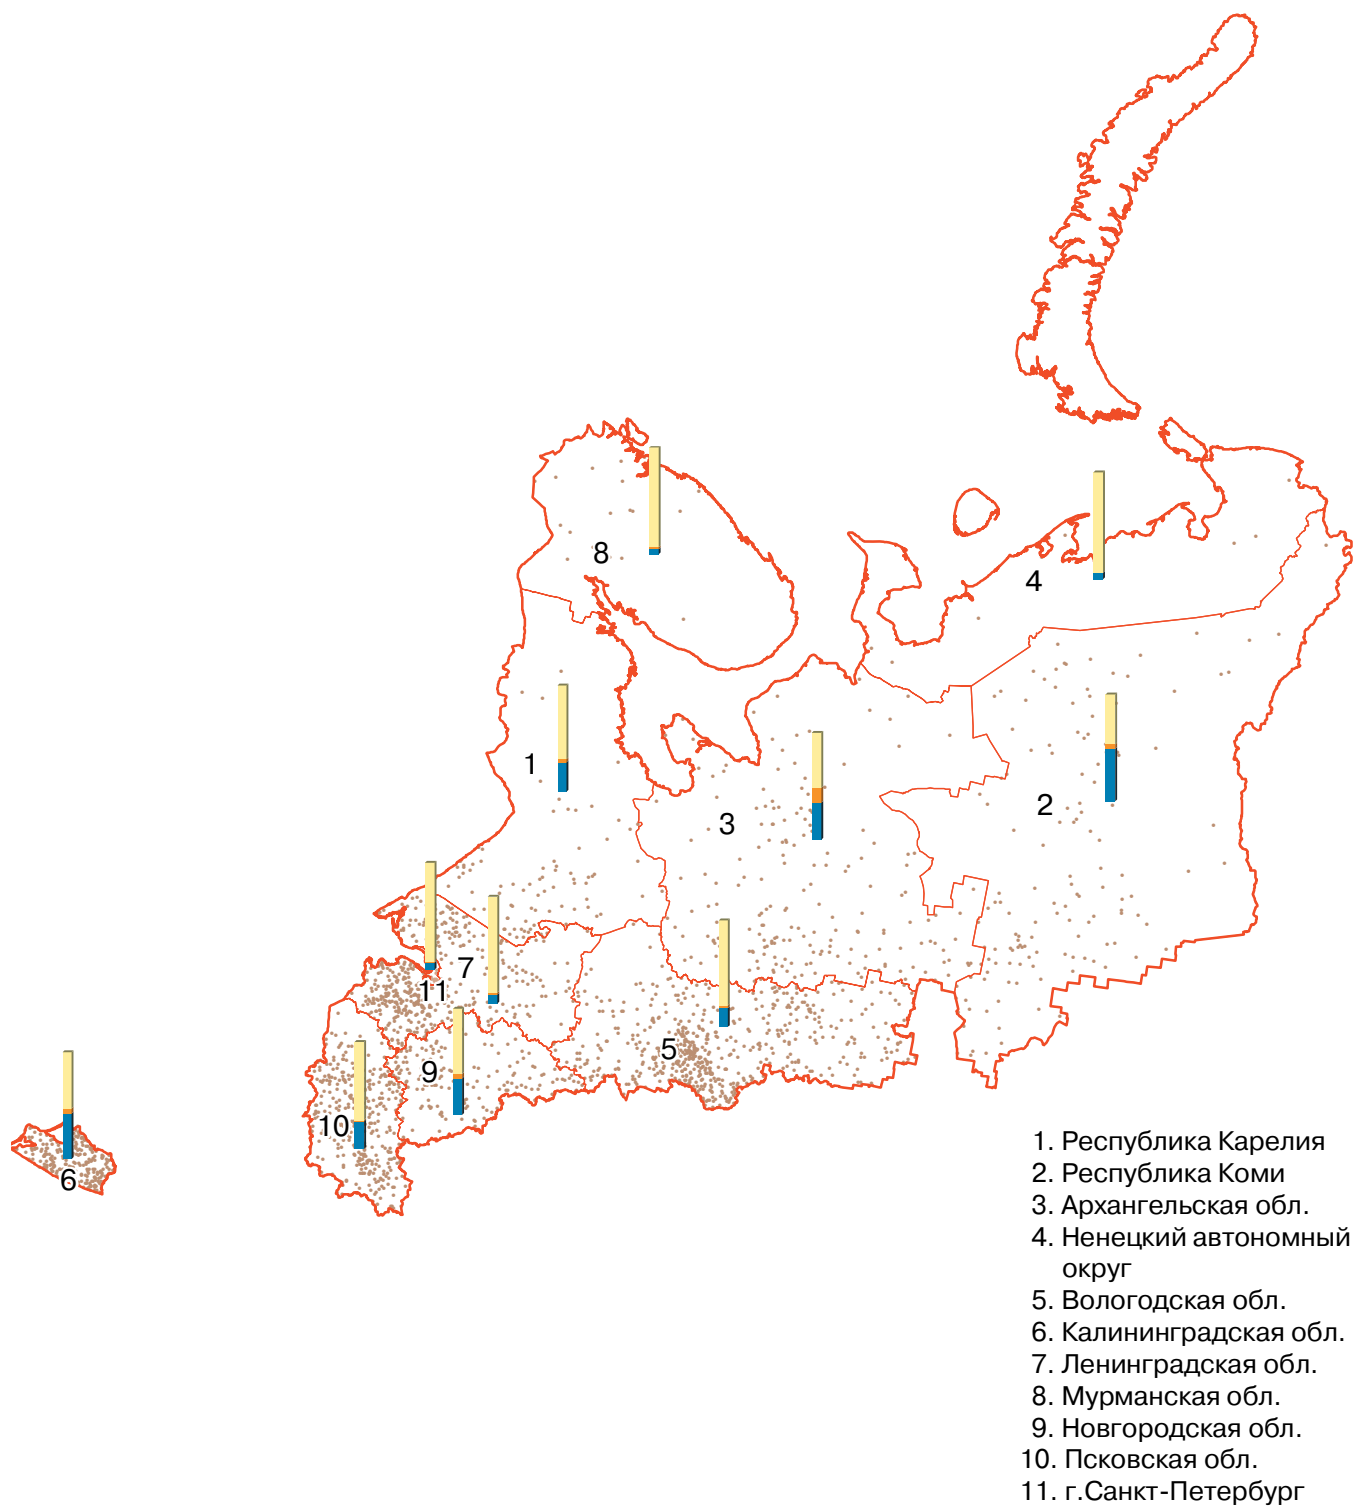 8
4
1
3
2
7
11
5
9
10
6
1. Республика Карелия
2. Республика Коми
3. Архангельская обл.
4. Ненецкий автономный
округ
5. Вологодская обл.
6. Калининградская обл.
7. Ленинградская обл.
8. Мурманская обл.
9. Новгородская обл.
10. Псковская обл.
11. г.Санкт-Петербург